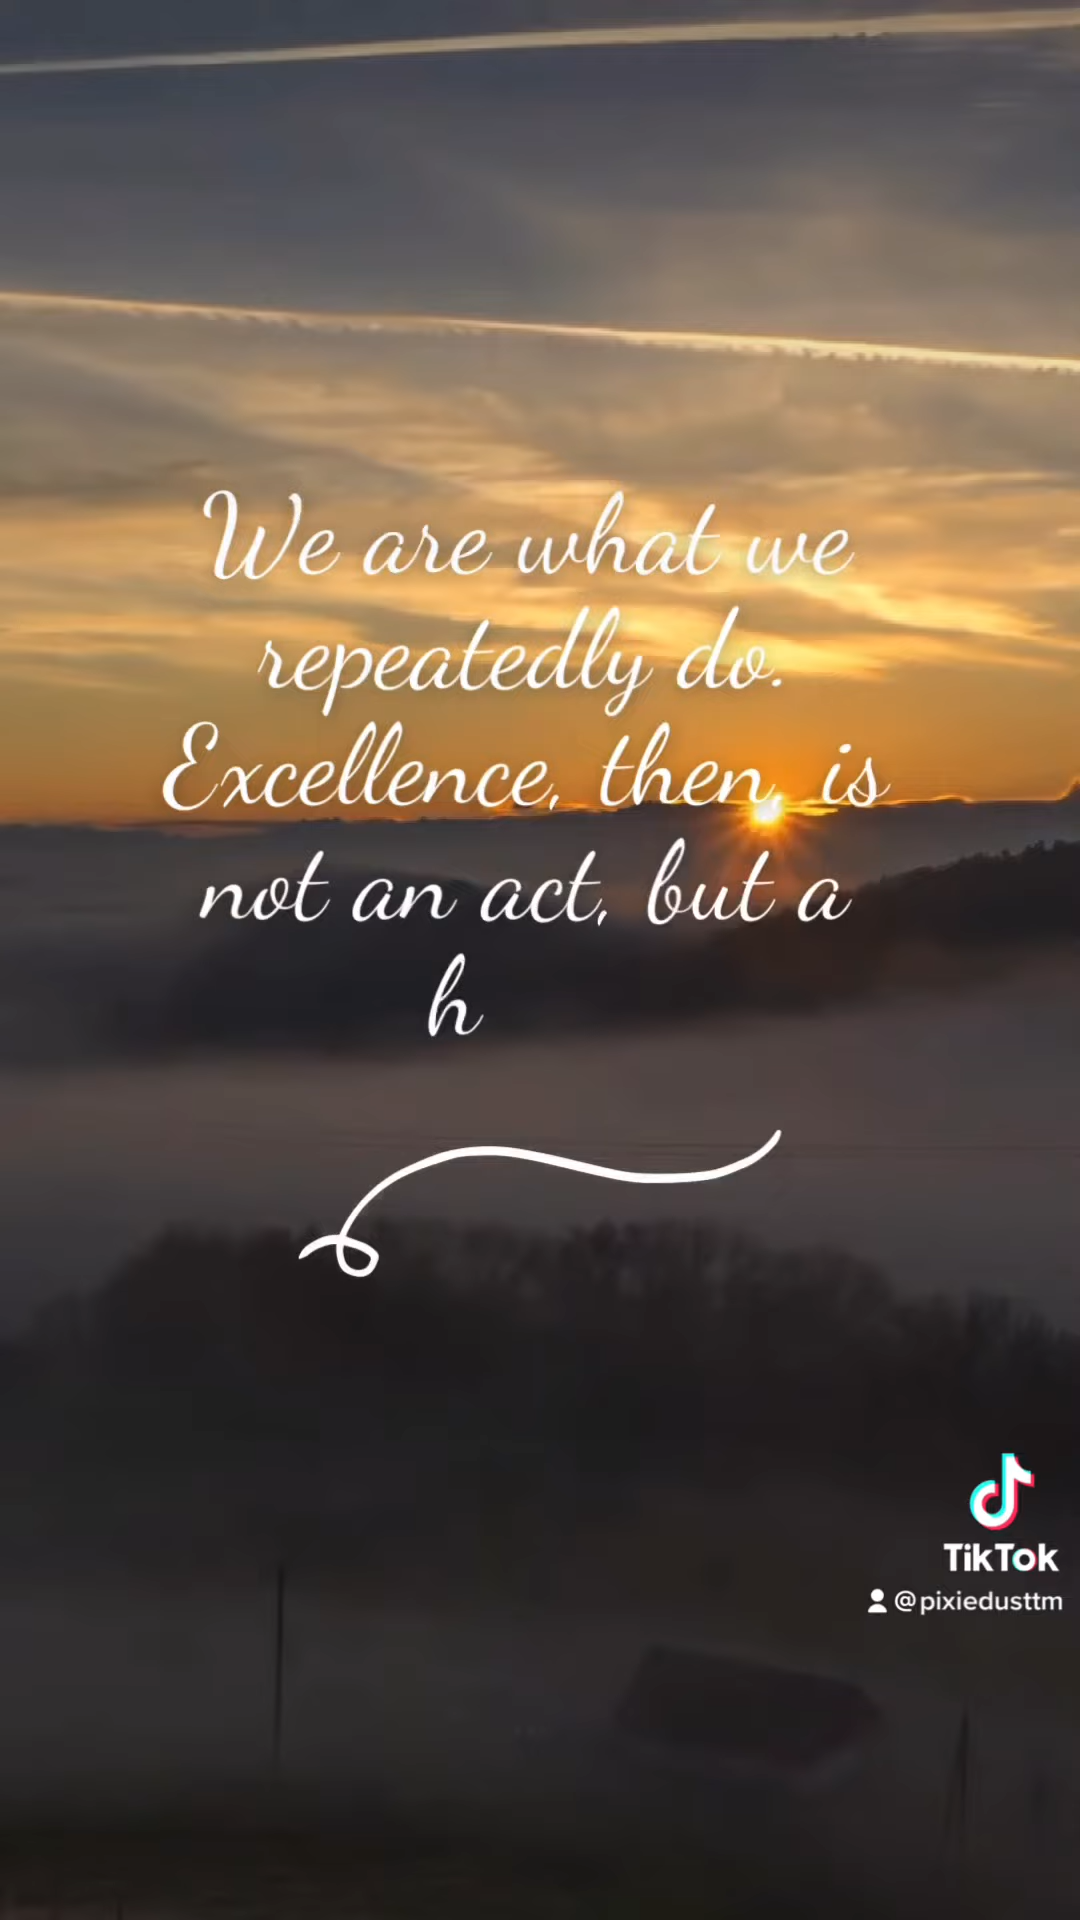 We are what we
repeatedly do.
Excellence, then, is
not an act, but a
h
TikTok
@pixiedusttm